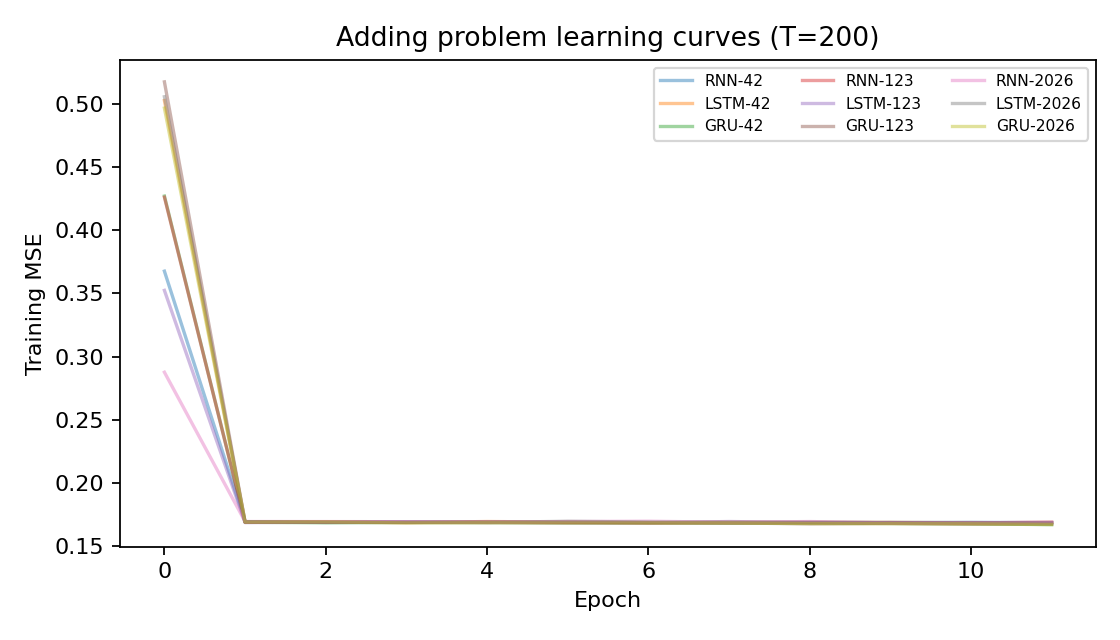 Adding problem learning curves (T=200)
RNN-42 RNN-123 RNN-2026
LSTM-42 LSTM-123 LSTM-2026
GRU-42 GRU-123 GRU-2026
Training MSE
0.50
0.45
0.40
0.35
0.30
0.25
0.20
0.15
0 2 4 6 8 10
Epoch